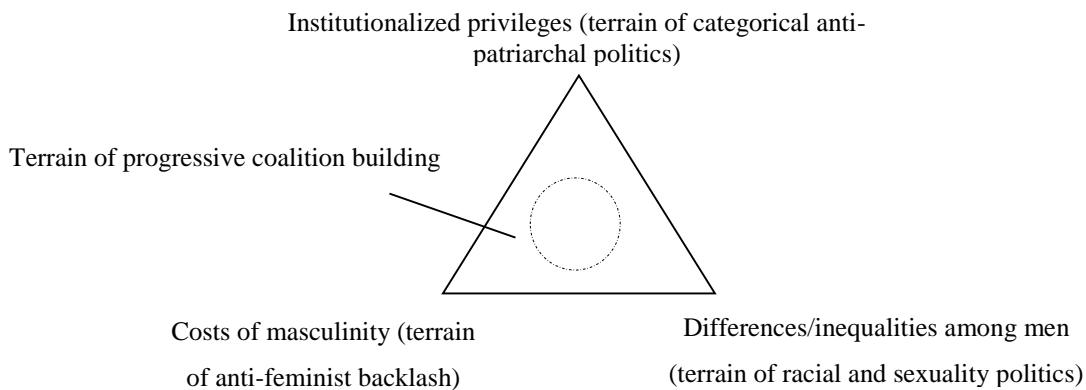 Institutionalized privileges (terrain of categorical anti-
patriarchal politics)
Terrain of progressive coalition building
Costs of masculinity (terrain
of anti-feminist backlash)
Differences/inequalities among men
(terrain of racial and sexuality politics)